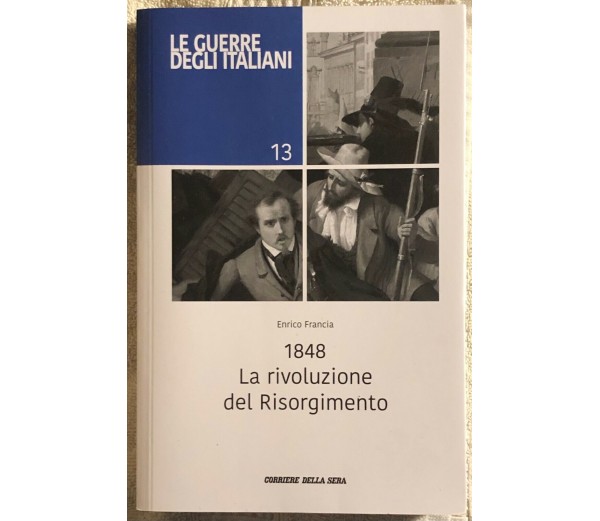 LE GUERRE
DEGLI ITALIANI
13
Enrico Francia
1848
La rivoluzione
del Risorgimento
CORRIERE DELLA SERA